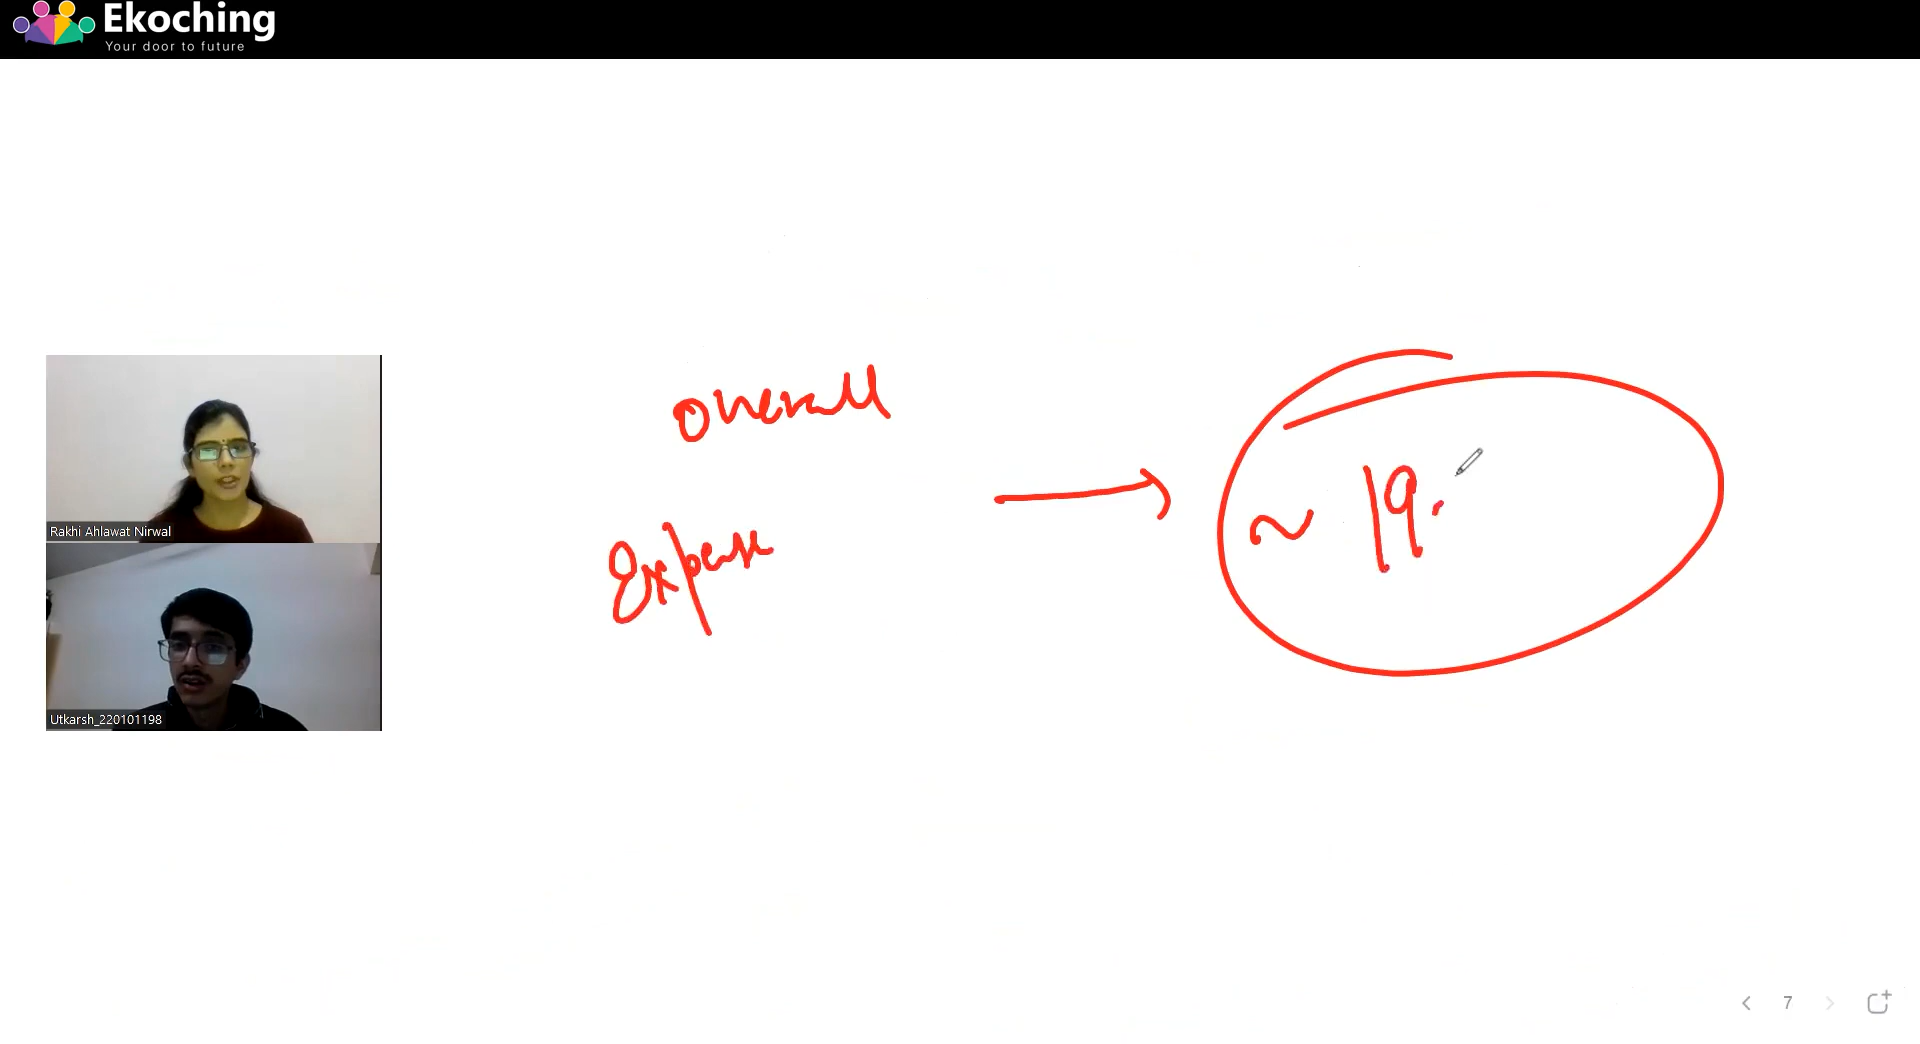 Ekoching
Your door to future
overall
Expense
~ 19.
Rakhi Ahlawat Nirwal
Utkarsh_220101198
7